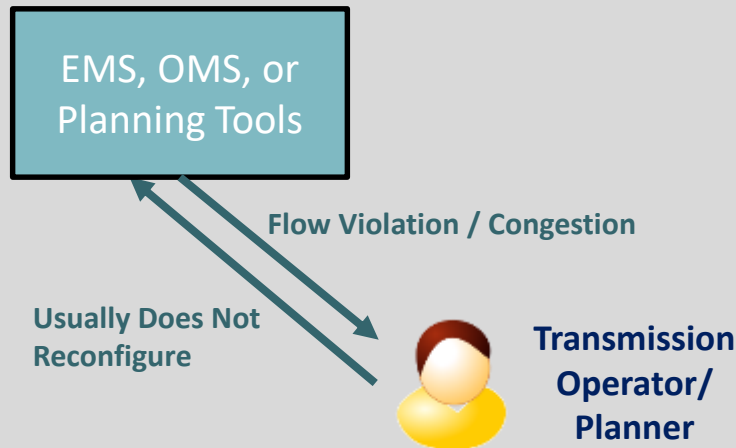 EMS, OMS, or
Planning Tools
Flow Violation / Congestion
Usually Does Not
Reconfigure
Transmission
Operator/
Planner